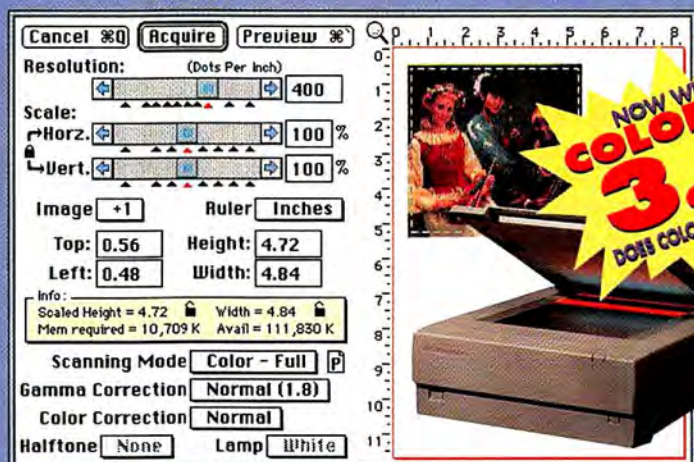 Cancel ⌘Q Acquire Preview ⌘`
Resolution: (Dots Per Inch)
400
Scale:
Horz. 100 %
Vert. 100 %
Image +1 Ruler Inches
Top: 0.56 Height: 4.72
Left: 0.48 Width: 4.84
Info:
Scaled Height = 4.72 Width = 4.84
Mem required = 10,709 K Avail = 111,830 K
Scanning Mode Color - Full P
Gamma Correction Normal (1.8)
Color Correction Normal
Halftone None Lamp White
0 1 2 3 4 5 6 7 8
0
1
2
3
4
5
6
7
8
9
10
11
NOW
3.
DOES